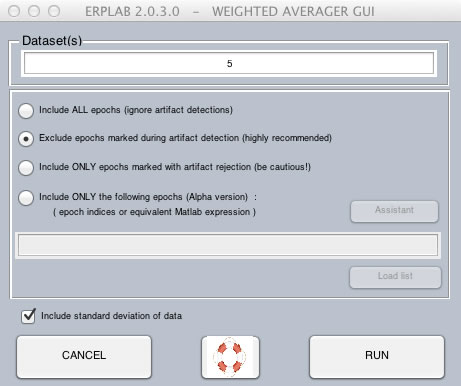 ERPLAB 2.0.3.0 - WEIGHTED AVERAGER GUI
Dataset(s)
5
Include ALL epochs (ignore artifact detections)
Exclude epochs marked during artifact detection (highly recommended)
Include ONLY epochs marked with artifact rejection (be cautious!)
Include ONLY the following epochs (Alpha version) :
( epoch indices or equivalent Matlab expression )
Assistant
Load list
Include standard deviation of data
CANCEL
RUN